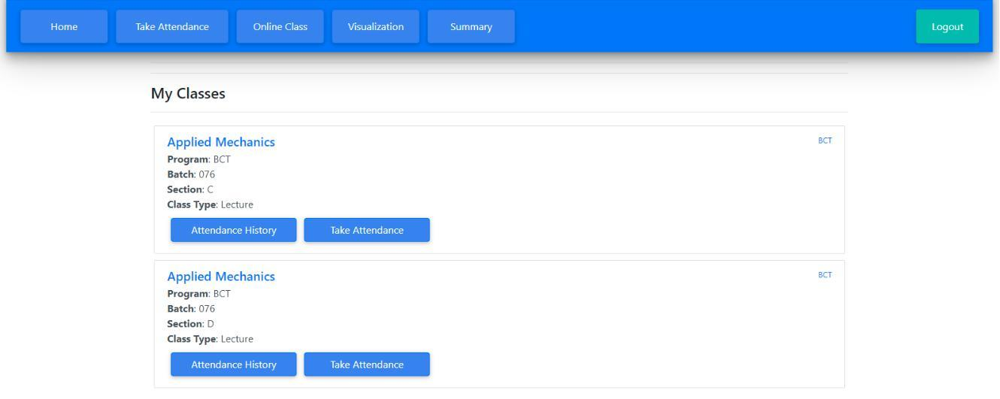 Home Take Attendance Online Class Visualization Summary Logout
My Classes
Applied Mechanics BCT
Program: BCT
Batch: 076
Section: C
Class Type: Lecture
Attendance History Take Attendance
Applied Mechanics BCT
Program: BCT
Batch: 076
Section: D
Class Type: Lecture
Attendance History Take Attendance